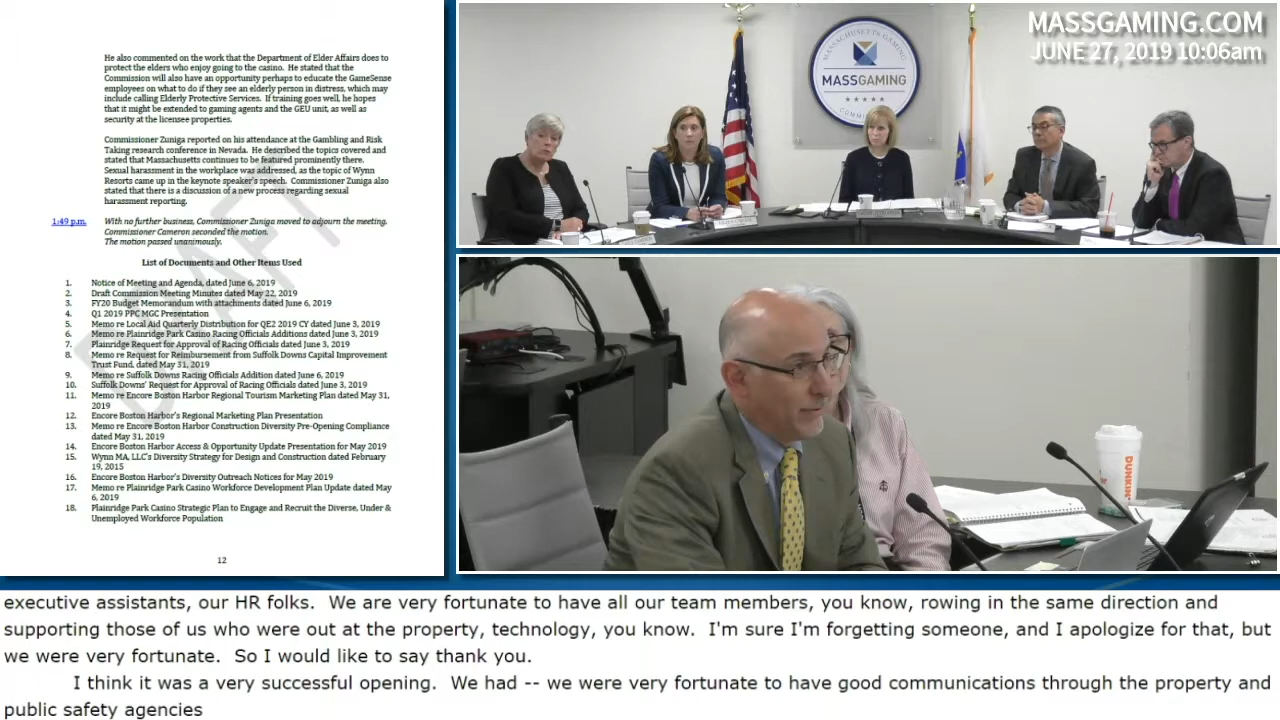 He also commented on the work that the Department of Elder Affairs does to
protect the elders who enjoy going to the casino. He stated that the
Commission will also have an opportunity perhaps to educate the GameSense
employees on what to do if they see an elderly person in distress, which may
include calling Elderly Protective Services. If training goes well, he hopes
that it might be extended to gaming agents and the GEU unit, as well as
security at the licensee properties.
Commissioner Zuniga reported on his attendance at the Gambling and Risk
Taking research conference in Nevada. He described the topics covered and
stated that Massachusetts continues to be featured prominently there.
Sexual harassment in the workplace was addressed, as the topic of Wynn
Resorts came up in the keynote speaker's speech. Commissioner Zuniga also
stated that there is a discussion of a new process regarding sexual
harassment reporting.
1:49 p.m. With no further business, Commissioner Zuniga moved to adjourn the meeting.
Commissioner Cameron seconded the motion.
The motion passed unanimously.
List of Documents and Other Items Used
1. Notice of Meeting and Agenda, dated June 6, 2019
2. Draft Commission Meeting Minutes dated May 22, 2019
3. FY20 Budget Memorandum with attachments dated June 6, 2019
4. Q1 2019 PPC MGC Presentation
5. Memo re Local Aid Quarterly Distribution for QE2 2019 CY dated June 3, 2019
6. Memo re Plainridge Park Casino Racing Officials Additions dated June 3, 2019
7. Plainridge Request for Approval of Racing Officials dated June 3, 2019
8. Memo re Request for Reimbursement from Suffolk Downs Capital Improvement
Trust Fund, dated May 31, 2019
9. Memo re Suffolk Downs Racing Officials Addition dated June 6, 2019
10. Suffolk Downs' Request for Approval of Racing Officials dated June 3, 2019
11. Memo re Encore Boston Harbor Regional Tourism Marketing Plan dated May 31,
2019
12. Encore Boston Harbor's Regional Marketing Plan Presentation
13. Memo re Encore Boston Harbor Construction Diversity Pre-Opening Compliance
dated May 31, 2019
14. Encore Boston Harbor Access & Opportunity Update Presentation for May 2019
15. Wynn MA, LLC's Diversity Strategy for Design and Construction dated February
19, 2015
16. Encore Boston Harbor's Diversity Outreach Notices for May 2019
17. Memo re Plainridge Park Casino Workforce Development Plan Update dated May
6, 2019
18. Plainridge Park Casino Strategic Plan to Engage and Recruit the Diverse, Under &
Unemployed Workforce Population
12
DRAFT
MASSGAMING.COM
JUNE 27, 2019 10:06am
MASSACHUSETTS GAMING
MASSGAMING
DUNKIN'
executive assistants, our HR folks. We are very fortunate to have all our team members, you know, rowing in the same direction and
supporting those of us who were out at the property, technology, you know. I'm sure I'm forgetting someone, and I apologize for that, but
we were very fortunate. So I would like to say thank you.
I think it was a very successful opening. We had -- we were very fortunate to have good communications through the property and
public safety agencies